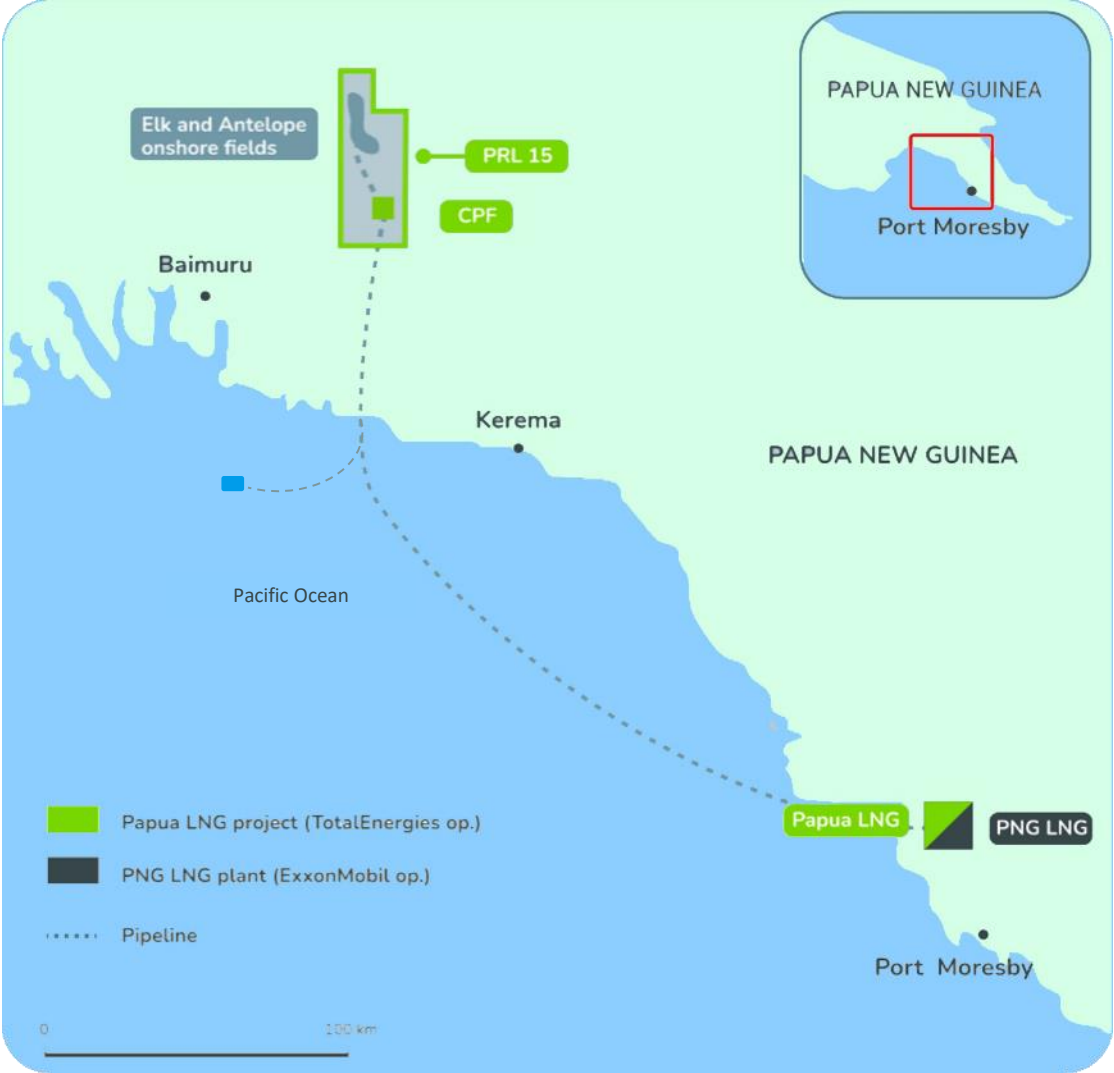 PAPUA NEW GUINEA
Port Moresby
Elk and Antelope
onshore fields
PRL 15
CPF
Baimuru
Kerema
PAPUA NEW GUINEA
Pacific Ocean
Papua LNG
PNG LNG
Papua LNG project (TotalEnergies op.)
PNG LNG plant (ExxonMobil op.)
Pipeline
Port Moresby
0
100 km